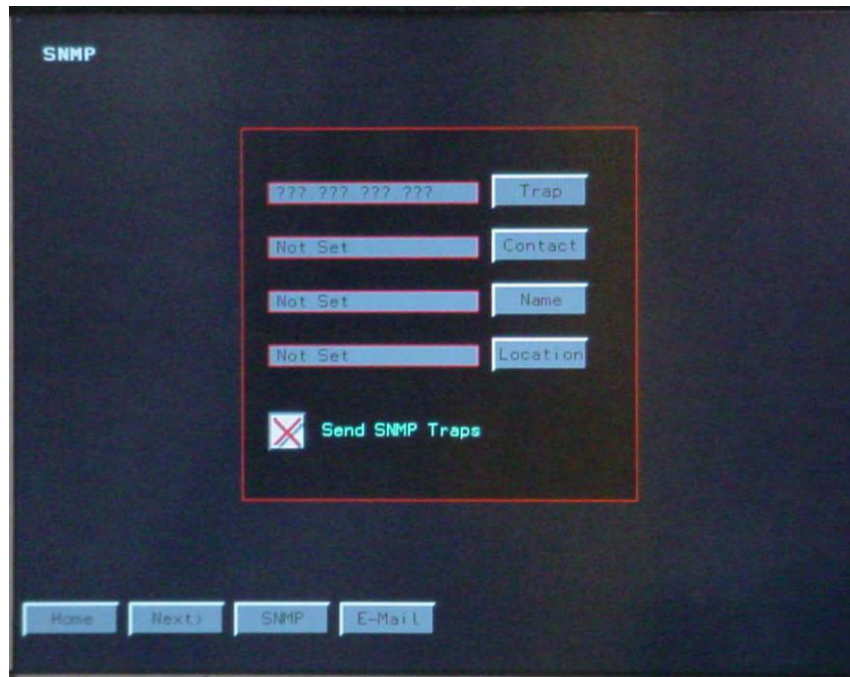 SNMP
??? ??? ??? ??? Trap
Not Set Contact
Not Set Name
Not Set Location
Send SNMP Traps
Home Next> SNMP E-Mail